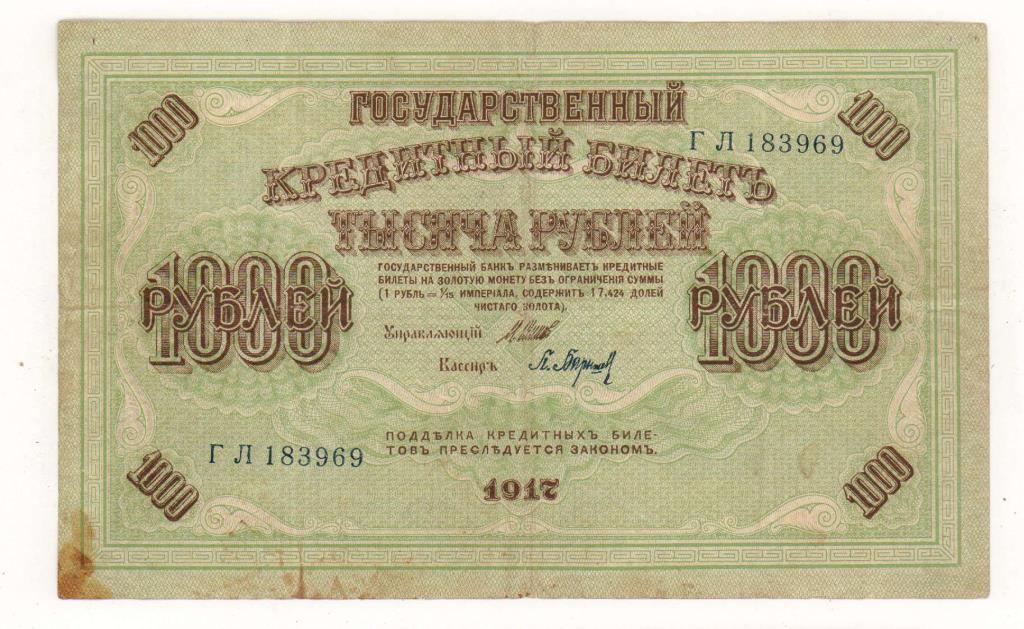 1000
1000
ГОСУДАРСТВЕННЫЙ
ГЛ 183969
КРЕДИТНЫЙ БИЛЕТЪ
ТЫСЯЧА РУБЛЕЙ
1000
РУБЛЕЙ
1000
РУБЛЕЙ
ГОСУДАРСТВЕННЫЙ БАНКЪ РАЗМѢНИВАЕТЪ КРЕДИТНЫЕ
БИЛЕТЫ НА ЗОЛОТУЮ МОНЕТУ БЕЗЪ ОГРАНИЧЕНІЯ СУММЫ
(1 РУБЛЬ = 1/15 ИМПЕРІАЛА, СОДЕРЖИТЪ 17,424 ДОЛЕЙ
ЧИСТАГО ЗОЛОТА).
Управляющій
Кассиръ
ПОДДѢЛКА КРЕДИТНЫХЪ БИЛЕ-
ТОВЪ ПРЕСЛѢДУЕТСЯ ЗАКОНОМЪ.
ГЛ 183969
1917
1000
1000